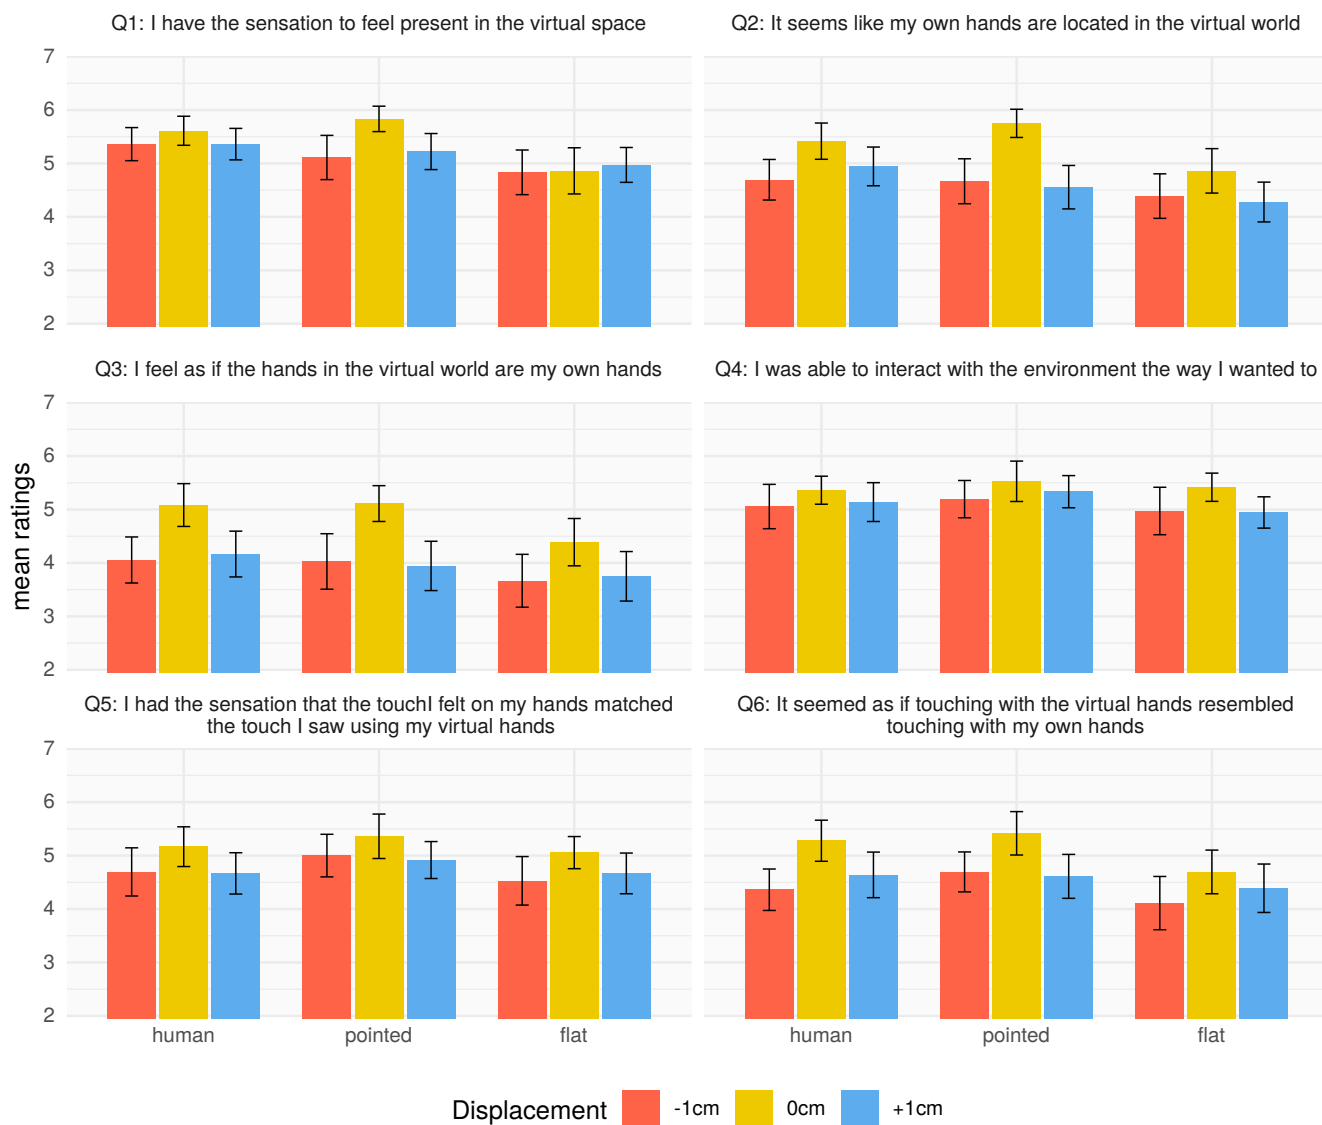 Q1: I have the sensation to feel present in the virtual space
Q2: It seems like my own hands are located in the virtual world
7
6
5
4
3
2
Q3: I feel as if the hands in the virtual world are my own hands
Q4: I was able to interact with the environment the way I wanted to
7
6
5
4
3
2
mean ratings
Q5: I had the sensation that the touchI felt on my hands matched
the touch I saw using my virtual hands
Q6: It seemed as if touching with the virtual hands resembled
touching with my own hands
7
6
5
4
3
2
human pointed flat
human pointed flat
Displacement -1cm 0cm +1cm